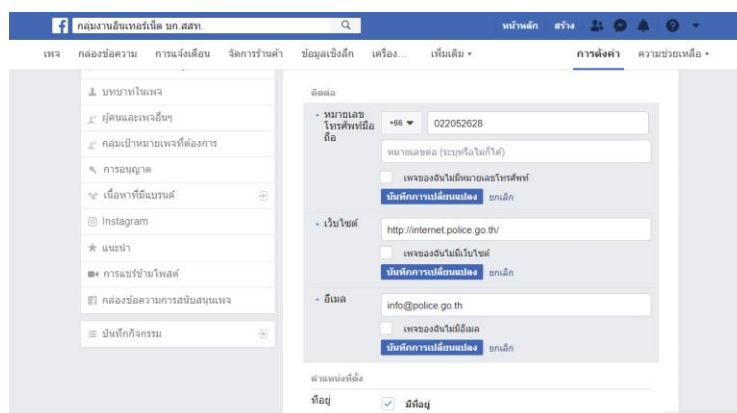 กลุ่มงานอินเทอร์เน็ต บก.สสท.
หน้าหลัก สร้าง
เพจ กล่องข้อความ การแจ้งเตือน จัดการร้านค้า ข้อมูลเชิงลึก เครื่อง... เพิ่มเติม การตั้งค่า ความช่วยเหลือ
บทบาทในเพจ
ผู้คนและเพจอื่นๆ
กลุ่มเป้าหมายเพจที่ต้องการ
การอนุญาต
เนื้อหาที่มีแบรนด์
Instagram
แนะนำ
การแชร์ข้ามโพสต์
กล่องข้อความการสนับสนุนเพจ
บันทึกกิจกรรม
ติดต่อ
หมายเลข
โทรศัพท์มือ
ถือ
+66 022052628
หมายเลขต่อ (ระบุหรือไม่ก็ได้)
เพจของฉันไม่มีหมายเลขโทรศัพท์
บันทึกการเปลี่ยนแปลง ยกเลิก
เว็บไซต์ http://internet.police.go.th/
เพจของฉันไม่มีเว็บไซต์
บันทึกการเปลี่ยนแปลง ยกเลิก
อีเมล info@police.go.th
เพจของฉันไม่มีอีเมล
บันทึกการเปลี่ยนแปลง ยกเลิก
ตำแหน่งที่ตั้ง
ที่อยู่ มีที่อยู่